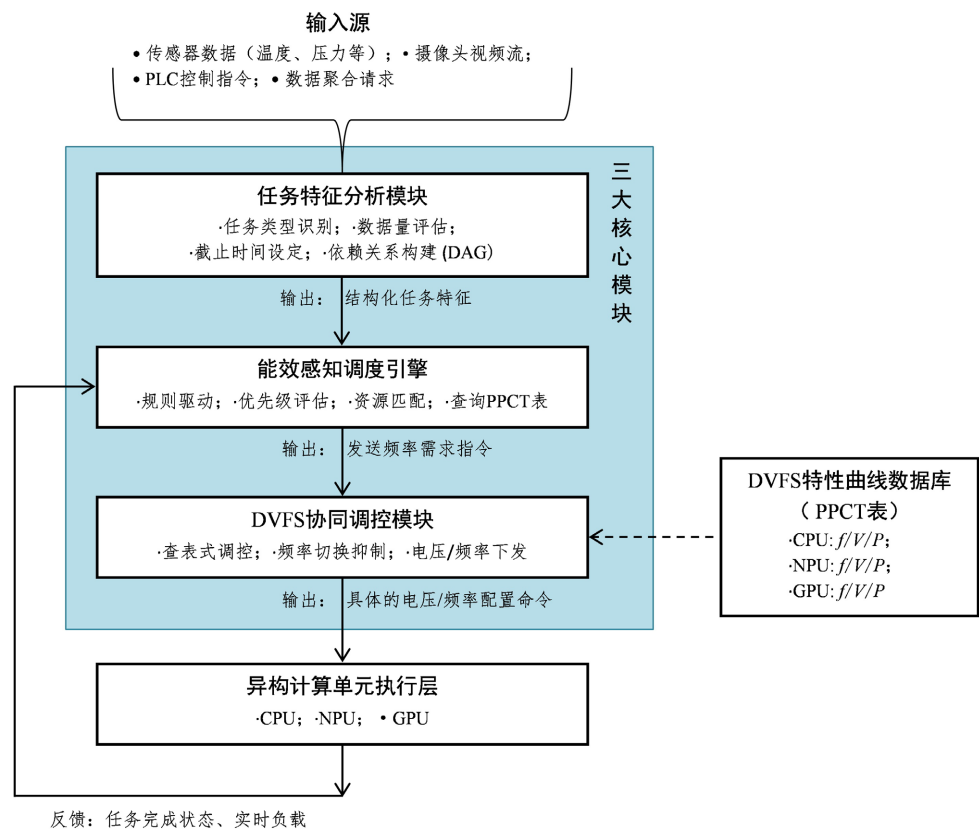 输入源
• 传感器数据（温度、压力等）；• 摄像头视频流；
• PLC控制指令；• 数据聚合请求
三大核心模块
任务特征分析模块
·任务类型识别；·数据量评估；
·截止时间设定；·依赖关系构建 (DAG)
输出： 结构化任务特征
能效感知调度引擎
·规则驱动；·优先级评估；·资源匹配；·查询PPCT表
输出： 发送频率需求指令
DVFS协同调控模块
·查表式调控；·频率切换抑制；·电压/频率下发
输出： 具体的电压/频率配置命令
DVFS特性曲线数据库
（ PPCT表）
·CPU: f/V/P；
·NPU: f/V/P；
·GPU: f/V/P
异构计算单元执行层
·CPU；·NPU；• GPU
反馈：任务完成状态、实时负载